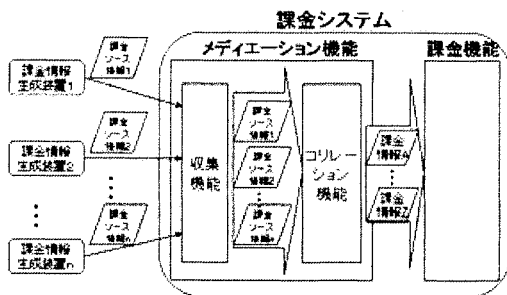 課金システム
メディエーション機能
課金機能
課金情報
生成装置1
課金
ソース
情報1
課金情報
生成装置2
課金
ソース
情報2
課金情報
生成装置n
課金
ソース
情報n
収集
機能
課金
ソース
情報1
課金
ソース
情報2
課金
ソース
情報n
コリレー
ション
機能
課金
情報A
課金
情報Z